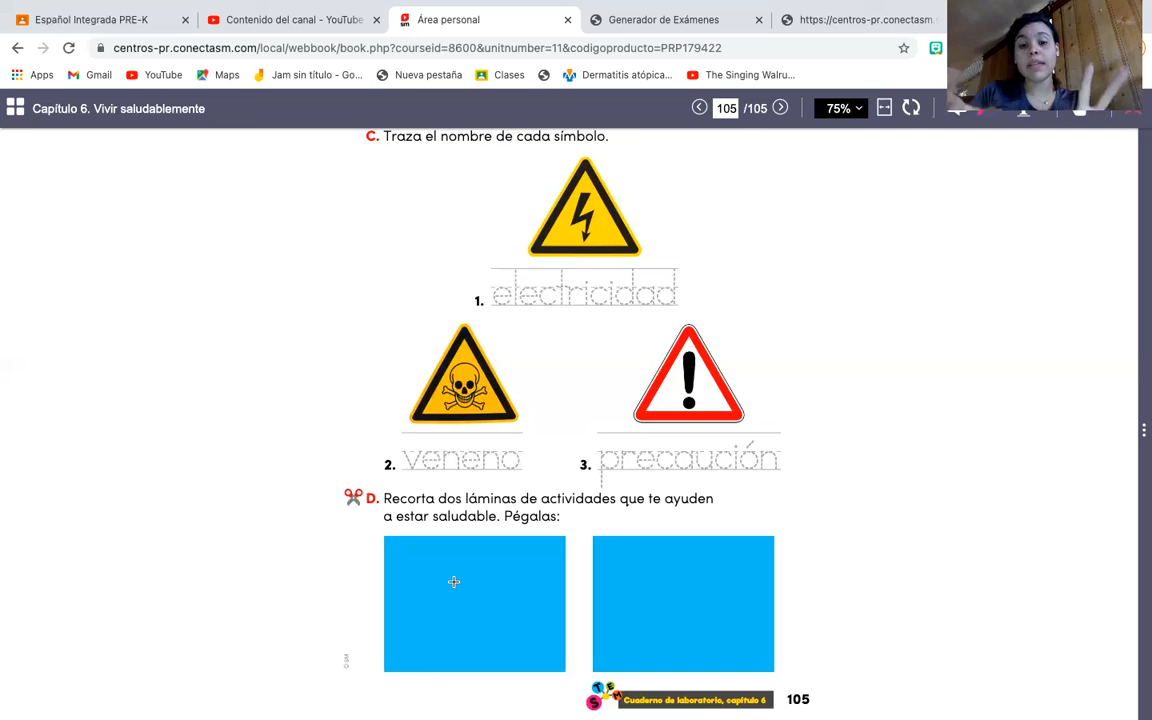 Español Integrada PRE-K
Contenido del canal - YouTube
Área personal
Generador de Exámenes
https://centros-pr.conectasm.
centros-pr.conectasm.com/local/webbook/book.php?courseid=8600&unitnumber=11&codigoproducto=PRP179422
Apps
Gmail
YouTube
Maps
Jam sin título - Go...
Nueva pestaña
Clases
Dermatitis atópica...
The Singing Walrus...
Capítulo 6. Vivir saludablemente
105 /105
75%
C. Traza el nombre de cada símbolo.
1. electricidad
2. veneno
3. precaución
D. Recorta dos láminas de actividades que te ayuden
a estar saludable. Pégalas:
© SM
STEM
Cuaderno de laboratorio, capítulo 6
105